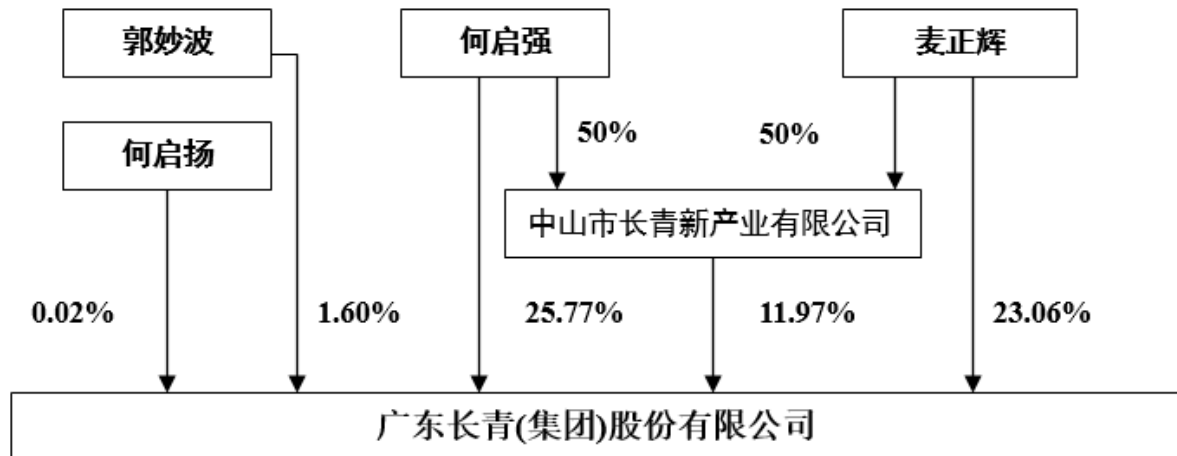 郭妙波
何启强
麦正辉
何启扬
50%
50%
中山市长青新产业有限公司
0.02%
1.60%
25.77%
11.97%
23.06%
广东长青(集团)股份有限公司